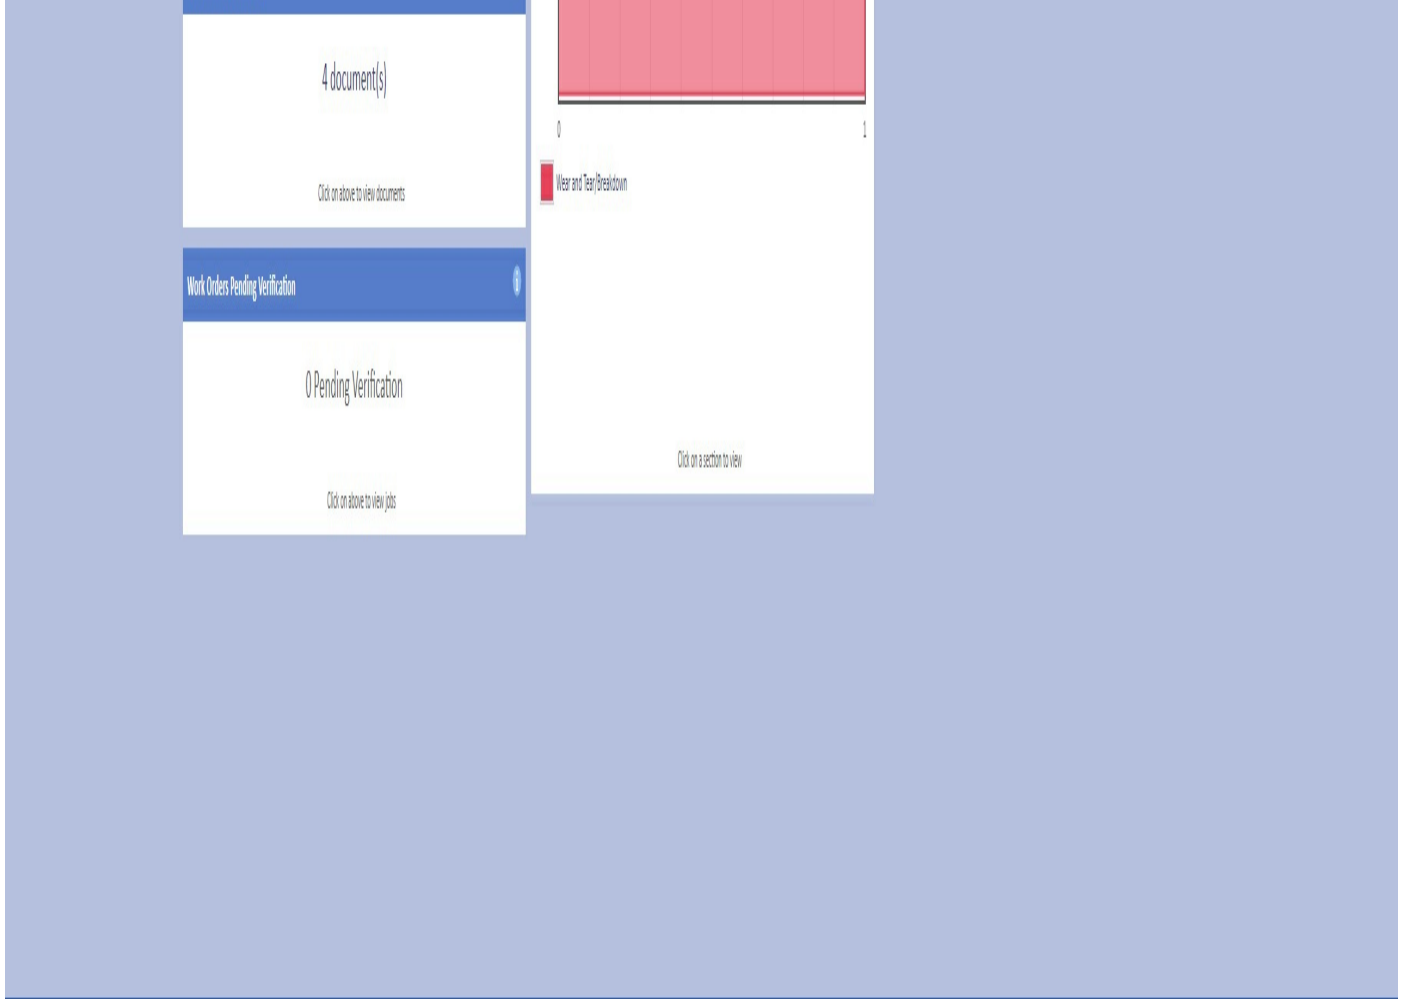 4 document(s)
Click on above to view documents
Work Orders Pending Verification
0 Pending Verification
Click on above to view jobs
0 1
Wear and Tear/Breakdown
Click on a section to view